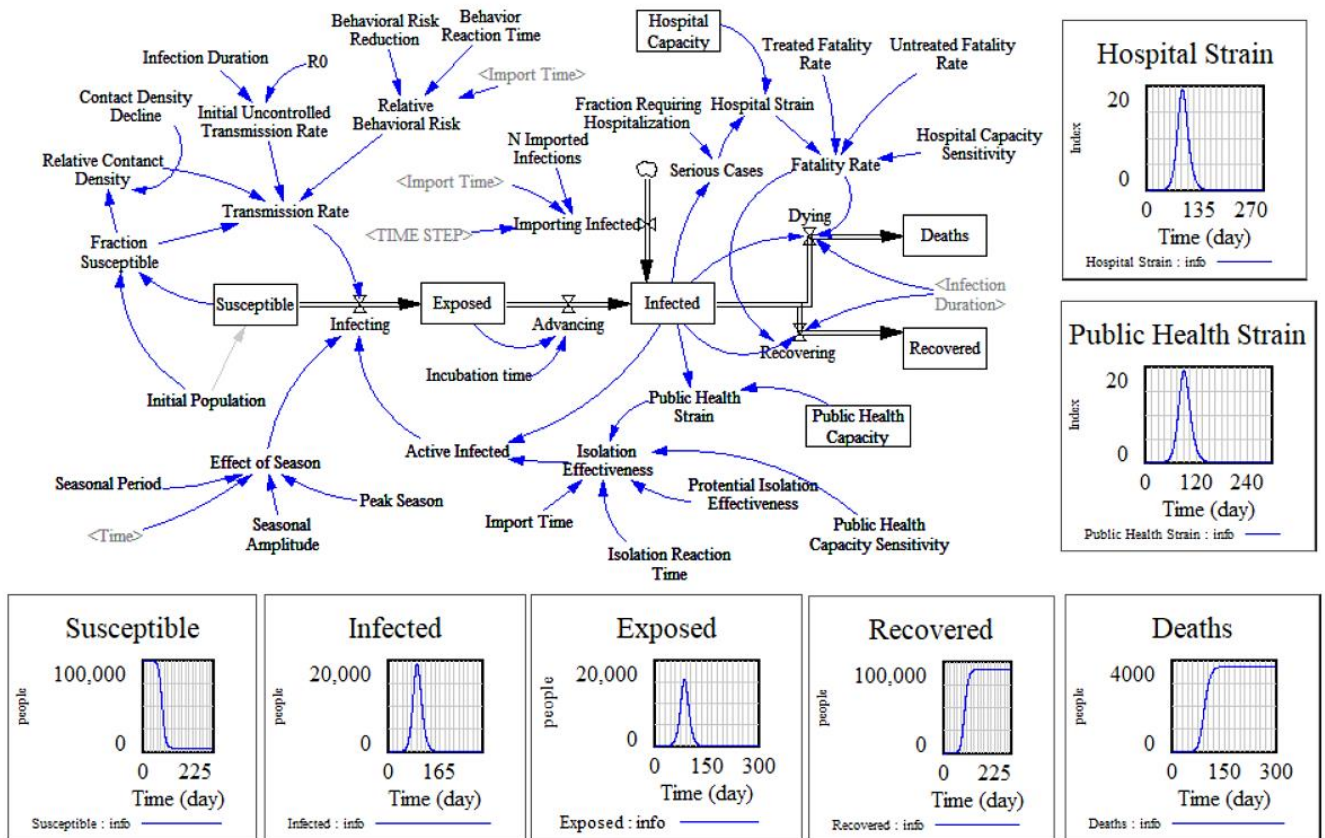 Behavioral Risk
Reduction
Behavior
Reaction Time
Hospital
Capacity
Treated Fatality
Rate
Untreated Fatality
Rate
Infection Duration
R0
<Import Time>
Contact Density
Decline
Initial Uncontrolled
Transmission Rate
Relative
Behavioral Risk
Fraction Requiring
Hospitalization
Hospital Strain
Hospital Capacity
Sensitivity
N Imported
Infections
Relative Contanct
Density
Serious Cases
Fatality Rate
<Import Time>
Transmission Rate
Importing Infected
Dying
Deaths
<TIME STEP>
Fraction
Susceptible
Susceptible
Exposed
Infected
<Infection
Duration>
Infecting
Advancing
Recovering
Recovered
Incubation time
Initial Population
Public Health
Strain
Public Health
Capacity
Active Infected
Isolation
Effectiveness
Effect of Season
Seasonal Period
Peak Season
Potential Isolation
Effectiveness
Import Time
<Time>
Seasonal
Amplitude
Public Health
Capacity Sensitivity
Isolation Reaction
Time
Hospital Strain
20
Index
0
0 135 270
Time (day)
Hospital Strain : info
Public Health Strain
20
Index
0
0 120 240
Time (day)
Public Health Strain : info
Susceptible
100,000
people
0
0 225
Time (day)
Susceptible : info
Infected
20,000
people
0
0 165
Time (day)
Infected : info
Exposed
20,000
people
0
0 150 300
Time (day)
Exposed : info
Recovered
100,000
people
0
0 225
Time (day)
Recovered : info
Deaths
4000
people
0
0 150 300
Time (day)
Deaths : info